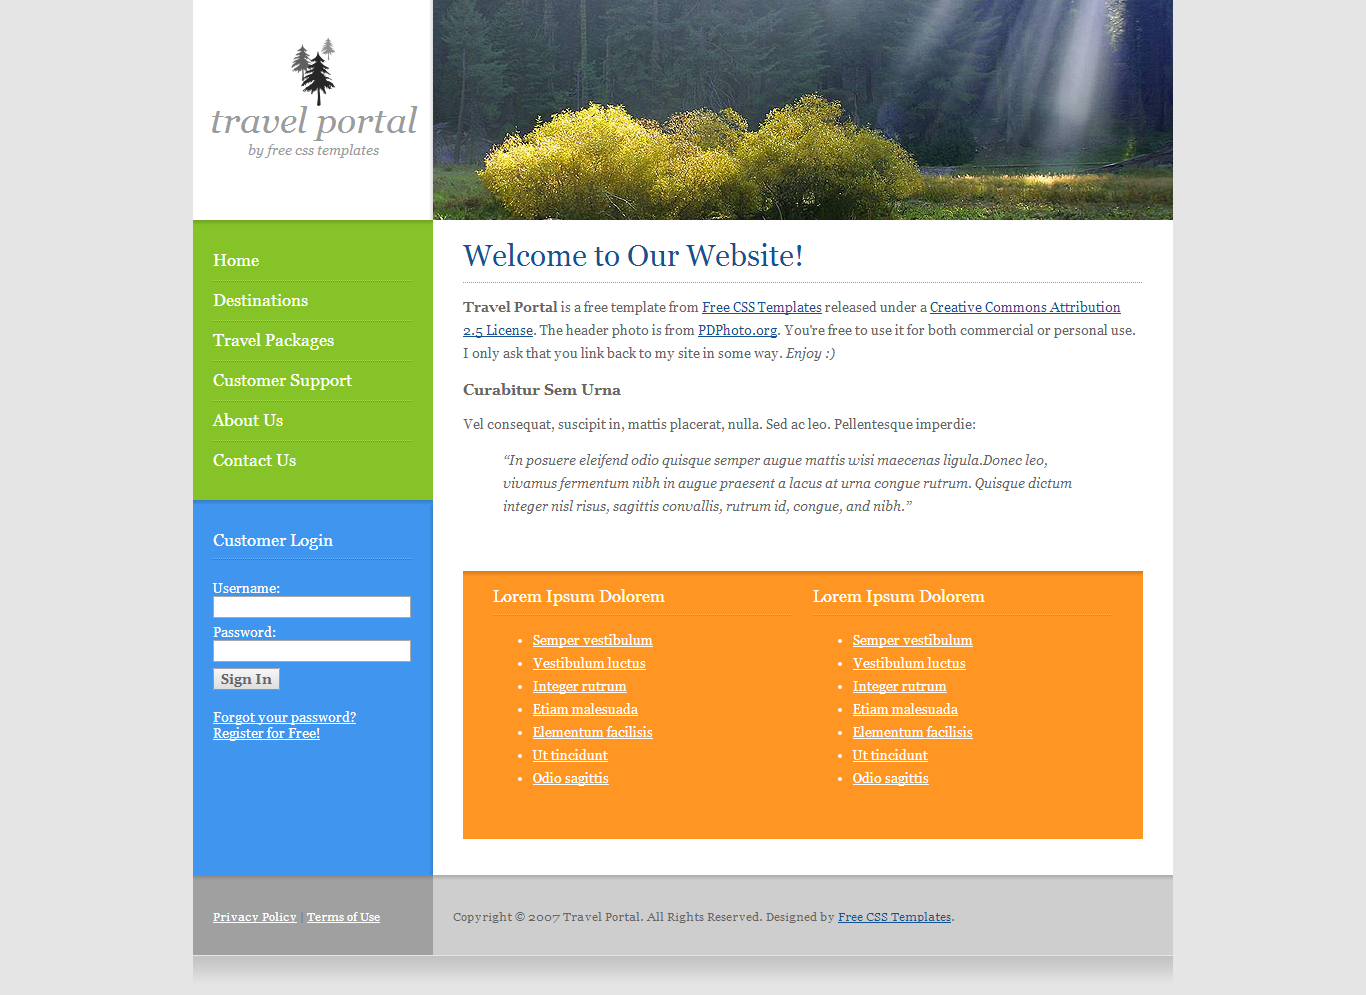 travel portal
by free css templates
Home
Destinations
Travel Packages
Customer Support
About Us
Contact Us
Customer Login
Username:
Password:
Sign In
Forgot your password?
Register for Free!
Welcome to Our Website!
Travel Portal is a free template from Free CSS Templates released under a Creative Commons Attribution
2.5 License. The header photo is from PDPhoto.org. You're free to use it for both commercial or personal use.
I only ask that you link back to my site in some way. Enjoy :)
Curabitur Sem Urna
Vel consequat, suscipit in, mattis placerat, nulla. Sed ac leo. Pellentesque imperdie:
“In posuere eleifend odio quisque semper augue mattis wisi maecenas ligula.Donec leo,
vivamus fermentum nibh in augue praesent a lacus at urna congue rutrum. Quisque dictum
integer nisl risus, sagittis convallis, rutrum id, congue, and nibh.”
Lorem Ipsum Dolorem
Semper vestibulum
Vestibulum luctus
Integer rutrum
Etiam malesuada
Elementum facilisis
Ut tincidunt
Odio sagittis
Lorem Ipsum Dolorem
Semper vestibulum
Vestibulum luctus
Integer rutrum
Etiam malesuada
Elementum facilisis
Ut tincidunt
Odio sagittis
Privacy Policy | Terms of Use
Copyright © 2007 Travel Portal. All Rights Reserved. Designed by Free CSS Templates.